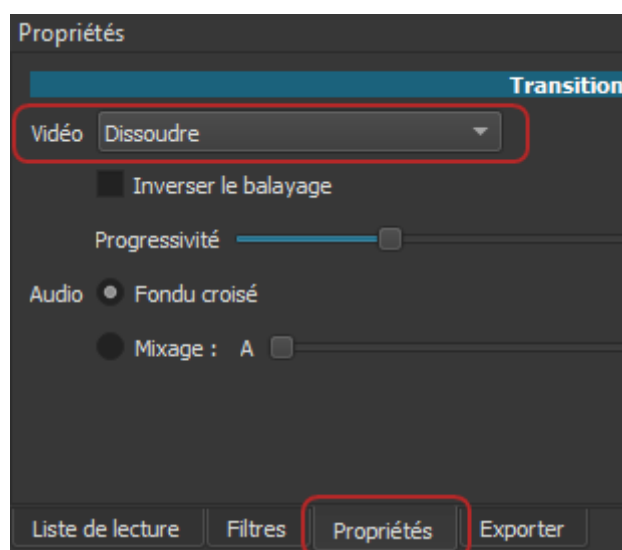 Propriétés
Transition
Vidéo Dissoudre
Inverser le balayage
Progressivité
Audio Fondu croisé
Mixage : A
Liste de lecture Filtres Propriétés Exporter